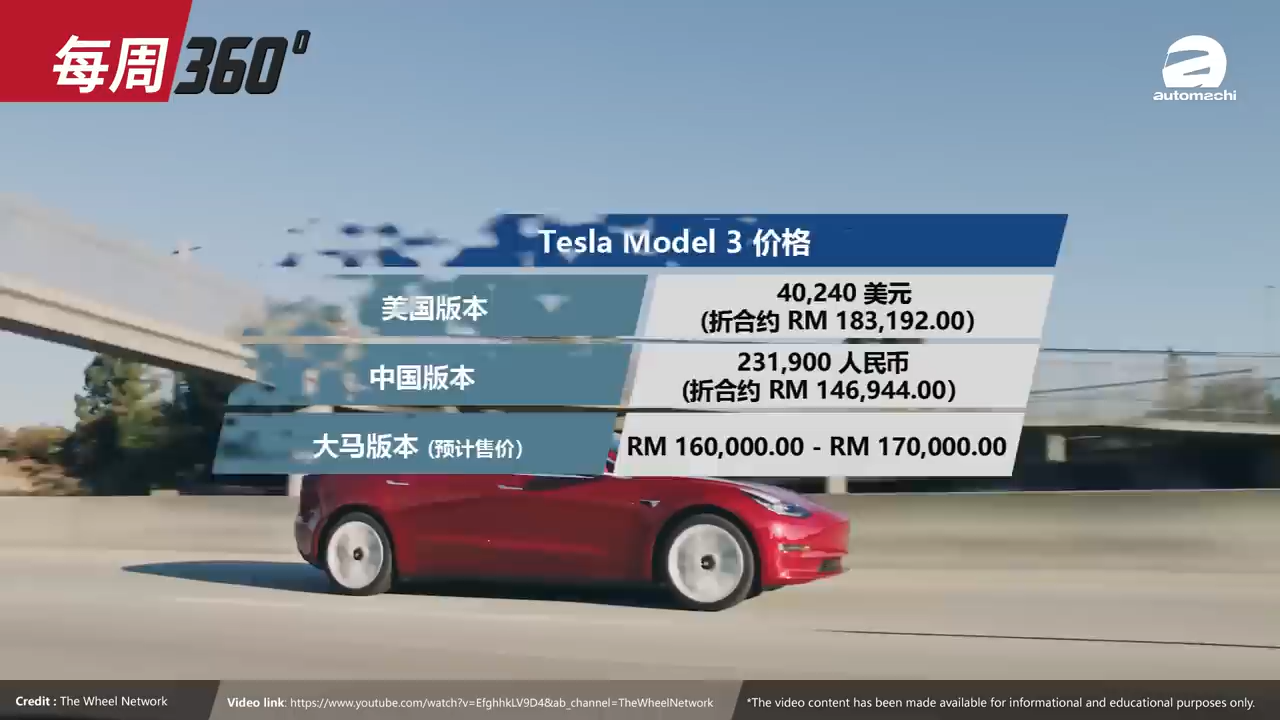 每周360°
automachi
Tesla Model 3 价格
美国版本
40,240 美元
(折合约 RM 183,192.00)
中国版本
231,900 人民币
(折合约 RM 146,944.00)
大马版本 (预计售价)
RM 160,000.00 - RM 170,000.00
Credit : The Wheel Network
Video link: https://www.youtube.com/watch?v=EfghhkLV9D4&ab_channel=TheWheelNetwork
*The video content has been made available for informational and educational purposes only.